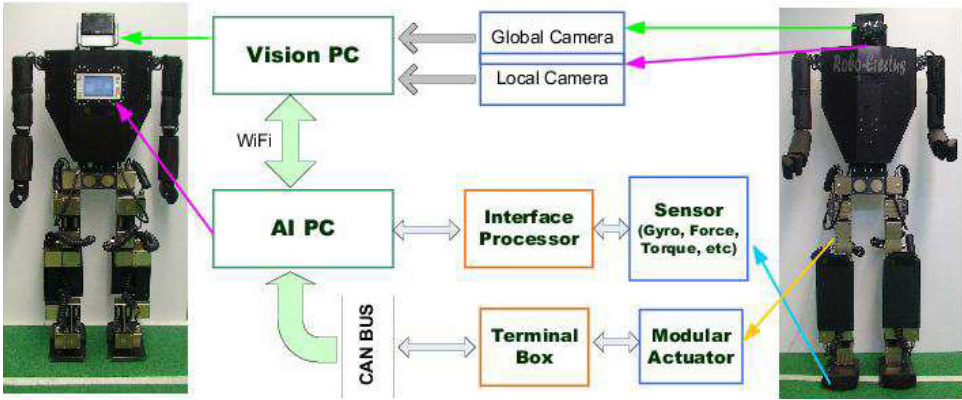 Vision PC
Global Camera
Local Camera
WiFi
AI PC
Interface
Processor
Sensor
(Gyro, Force,
Torque, etc)
CAN BUS
Terminal
Box
Modular
Actuator
Robo-Erectus